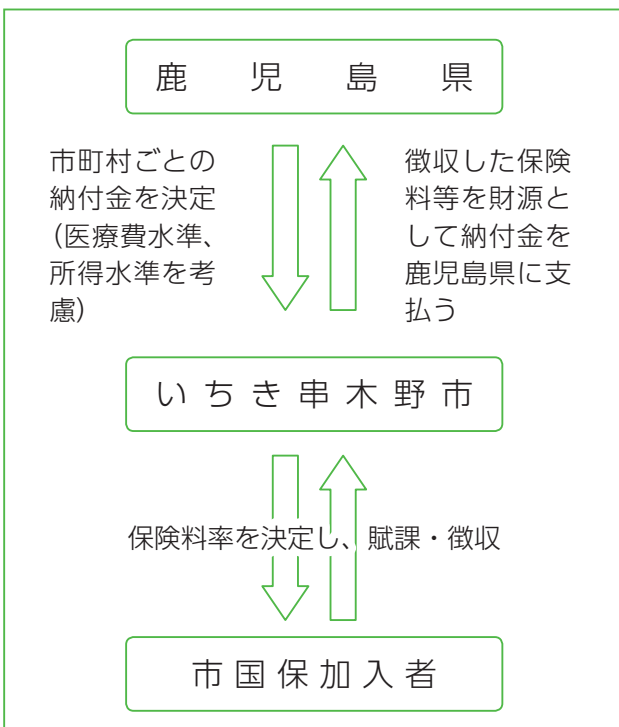 鹿児島県
市町村ごとの
納付金を決定
(医療費水準、
所得水準を考
慮)
徴収した保険
料等を財源と
して納付金を
鹿児島県に支
払う
いちき串木野市
保険料率を決定し、賦課・徴収
市国保加入者